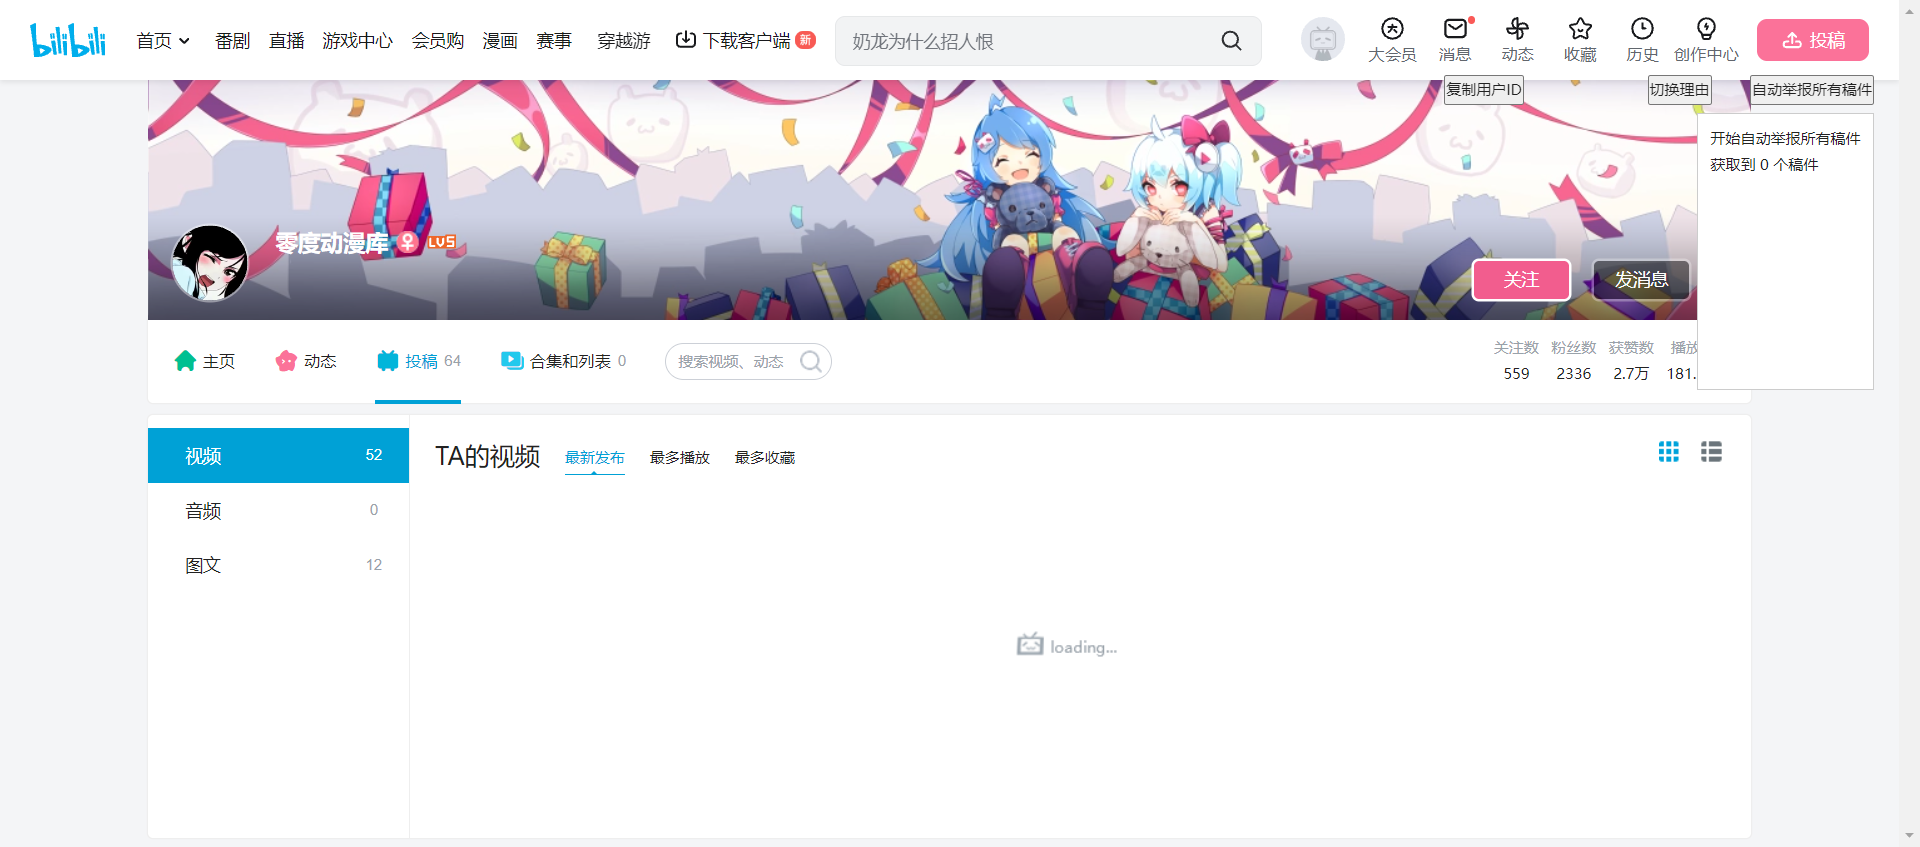 bilibili
首页 番剧 直播 游戏中心 会员购 漫画 赛事 穿越游 下载客户端 新
奶龙为什么招人恨
大会员 消息 动态 收藏 历史 创作中心 投稿
复制用户ID 切换理由 自动举报所有稿件
开始自动举报所有稿件
获取到 0 个稿件
零度动漫库 LV5
关注 发消息
主页 动态 投稿 64 合集和列表 0 搜索视频、动态
关注数 粉丝数 获赞数 播放
559 2336 2.7万 181.
视频 52
音频 0
图文 12
TA的视频 最新发布 最多播放 最多收藏
loading...